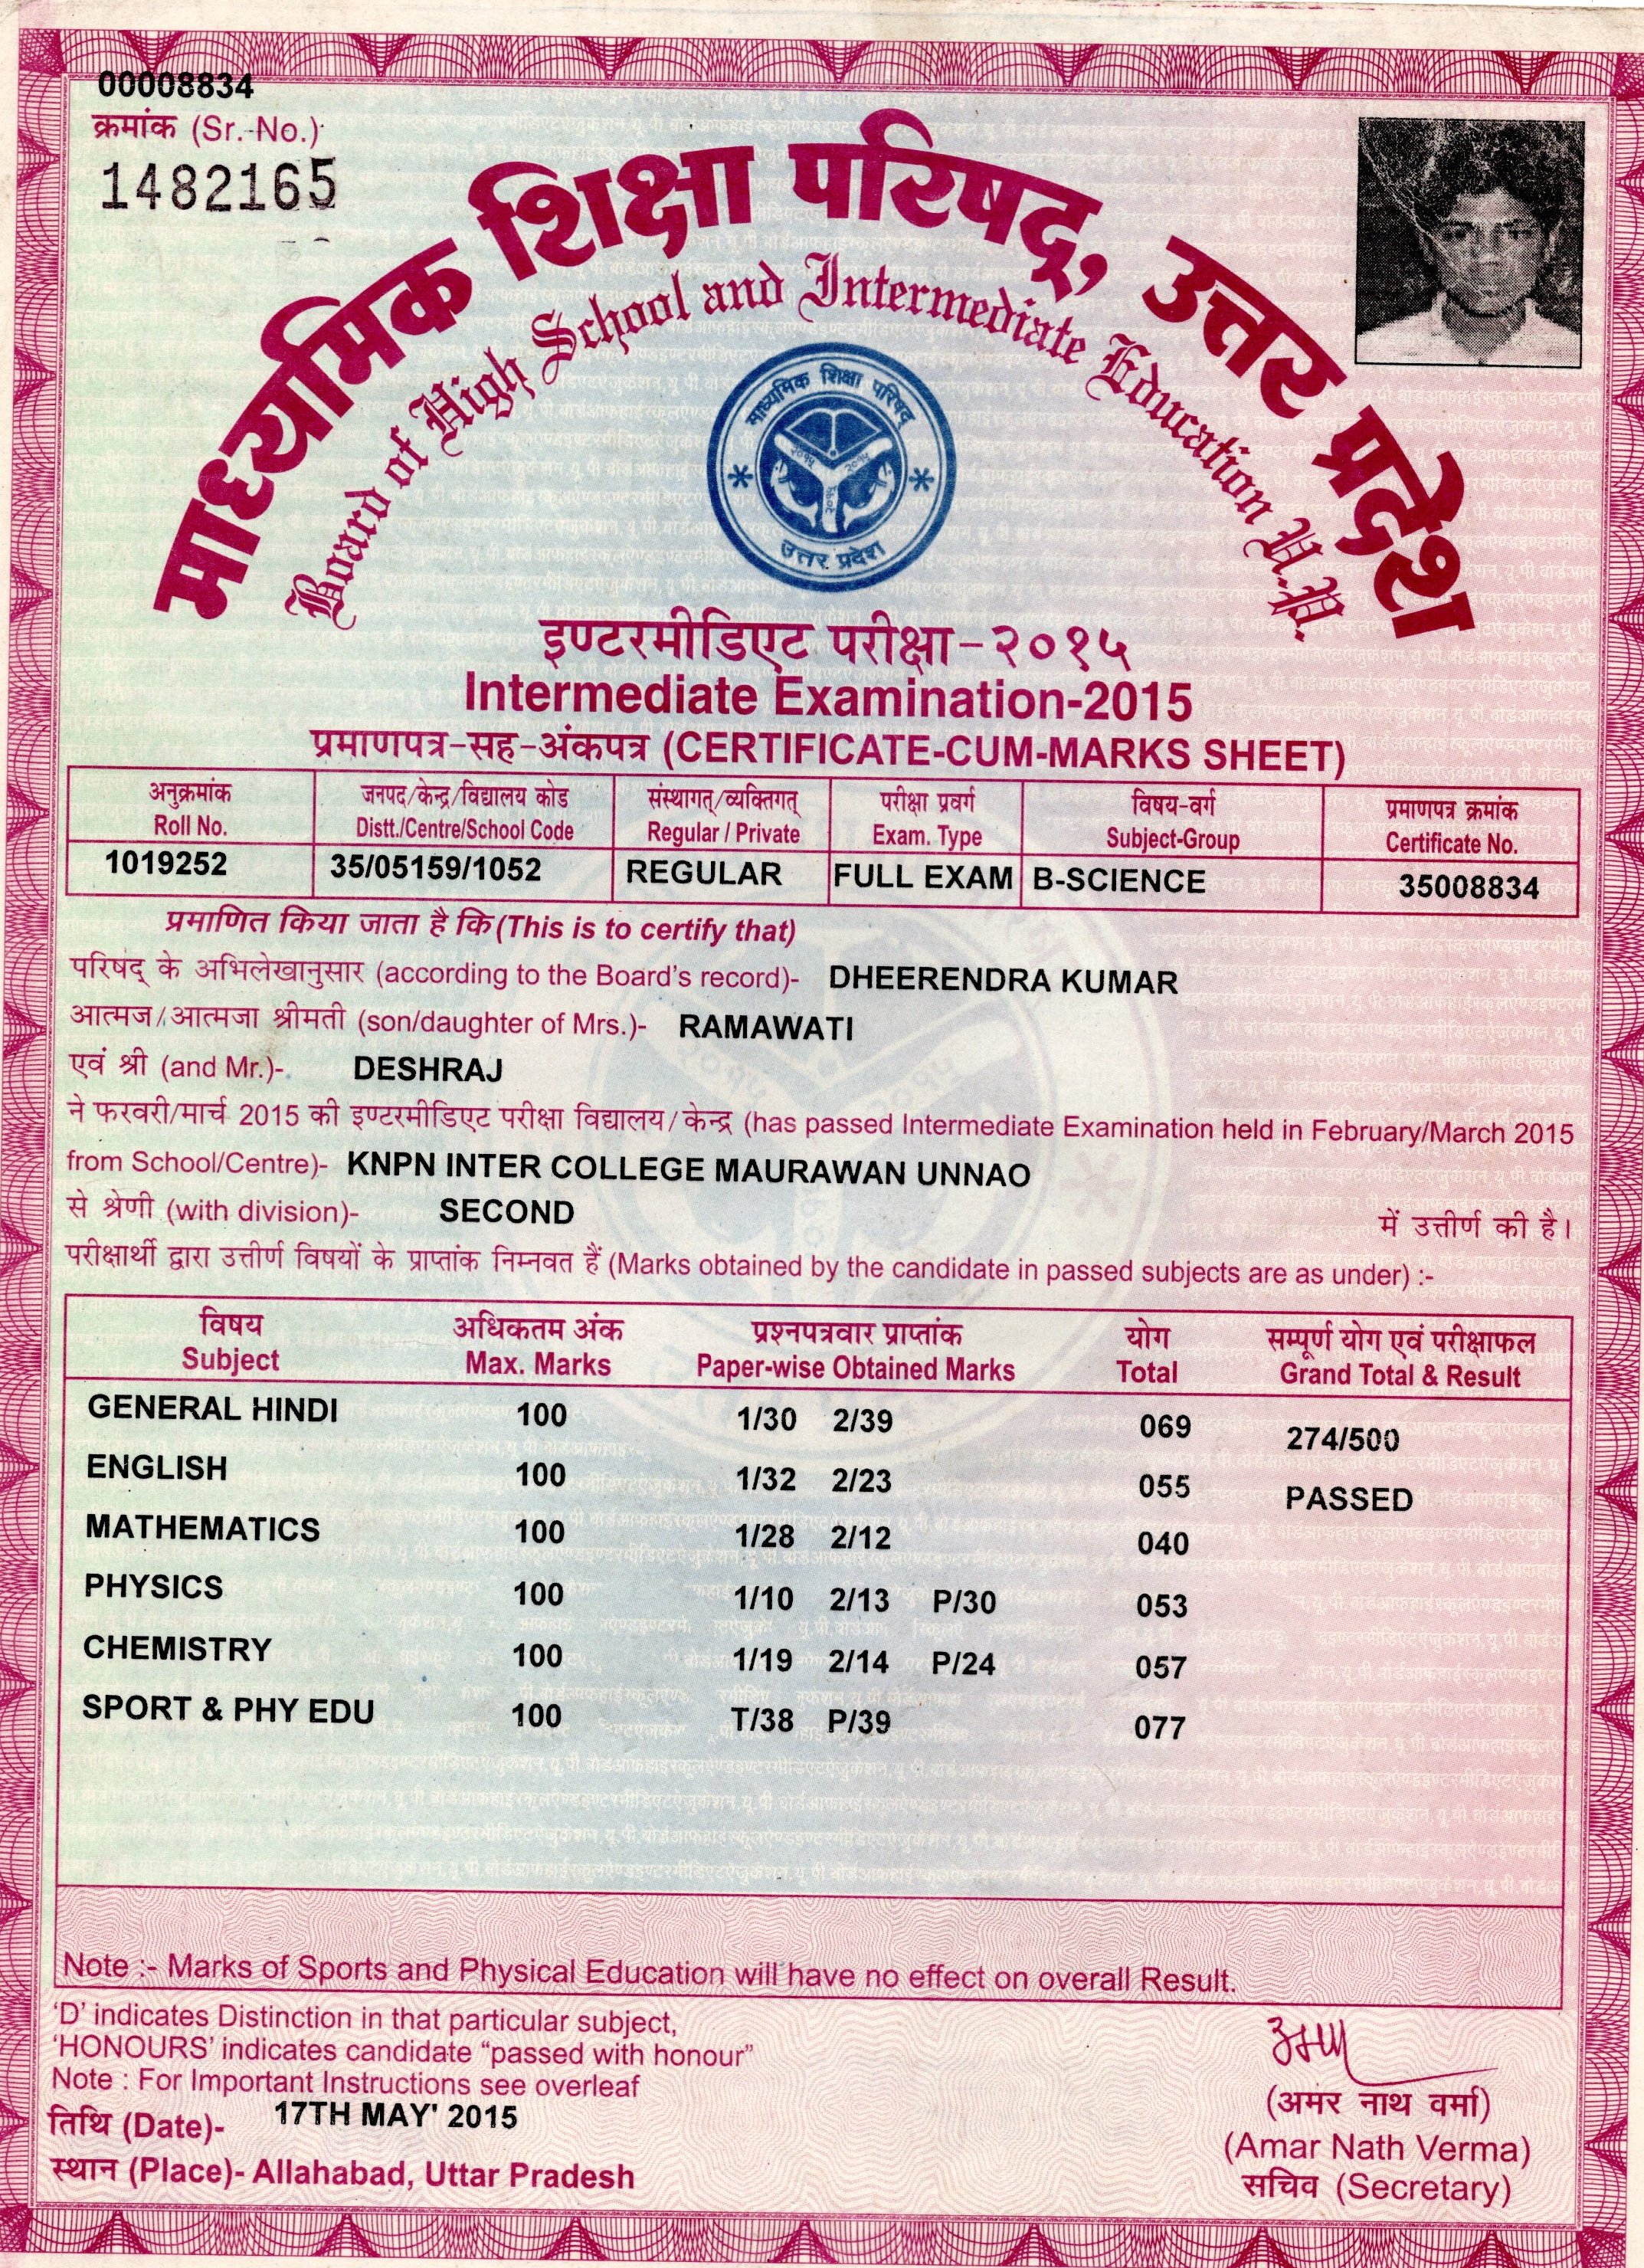 00008834
क्रमांक (Sr. No.)
1482165
माध्यमिक शिक्षा परिषद्, उत्तर प्रदेश
Board of High School and Intermediate Education U.P.
माध्यमिक शिक्षा परिषद्
२०१५ २०१५
२०१५
उत्तर प्रदेश
इण्टरमीडिएट परीक्षा-२०१५
Intermediate Examination-2015
प्रमाणपत्र-सह-अंकपत्र (CERTIFICATE-CUM-MARKS SHEET)
अनुक्रमांक जनपद/केन्द्र/विद्यालय कोड संस्थागत्/व्यक्तिगत् परीक्षा प्रवर्ग विषय-वर्ग प्रमाणपत्र क्रमांक
Roll No. Distt./Centre/School Code Regular / Private Exam. Type Subject-Group Certificate No.
1019252 35/05159/1052 REGULAR FULL EXAM B-SCIENCE 35008834
प्रमाणित किया जाता है कि (This is to certify that)
परिषद् के अभिलेखानुसार (according to the Board's record)- DHEERENDRA KUMAR
आत्मज/आत्मजा श्रीमती (son/daughter of Mrs.)- RAMAWATI
एवं श्री (and Mr.)-. DESHRAJ
ने फरवरी/मार्च 2015 की इण्टरमीडिएट परीक्षा विद्यालय/केन्द्र (has passed Intermediate Examination held in February/March 2015
from School/Centre)- KNPN INTER COLLEGE MAURAWAN UNNAO
से श्रेणी (with division)- SECOND में उत्तीर्ण की है।
परीक्षार्थी द्वारा उत्तीर्ण विषयों के प्राप्तांक निम्नवत हैं (Marks obtained by the candidate in passed subjects are as under) :-
विषय अधिकतम अंक प्रश्नपत्रवार प्राप्तांक योग सम्पूर्ण योग एवं परीक्षाफल
Subject Max. Marks Paper-wise Obtained Marks Total Grand Total & Result
GENERAL HINDI 100 1/30 2/39 069 274/500
ENGLISH 100 1/32 2/23 055 PASSED
MATHEMATICS 100 1/28 2/12 040
PHYSICS 100 1/10 2/13 P/30 053
CHEMISTRY 100 1/19 2/14 P/24 057
SPORT & PHY EDU 100 T/38 P/39 077
Note :- Marks of Sports and Physical Education will have no effect on overall Result.
'D' indicates Distinction in that particular subject,
'HONOURS' indicates candidate "passed with honour"
Note : For Important Instructions see overleaf
तिथि (Date)- 17TH MAY' 2015
स्थान (Place)- Allahabad, Uttar Pradesh
(अमर नाथ वर्मा)
(Amar Nath Verma)
सचिव (Secretary)